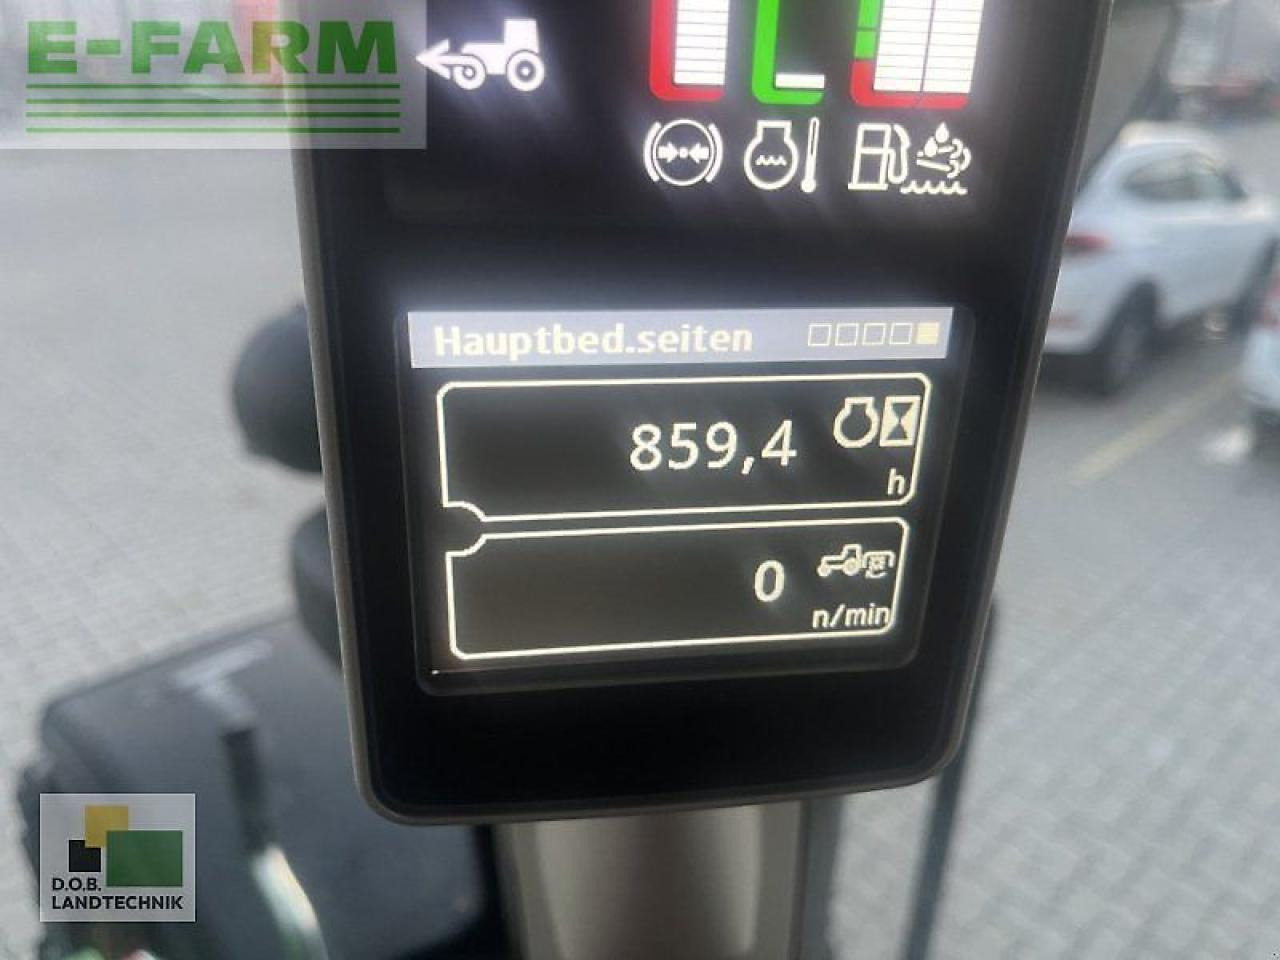 E-FARM
Hauptbed.seiten
859,4
h
0
n/min
D.O.B.
LANDTECHNIK